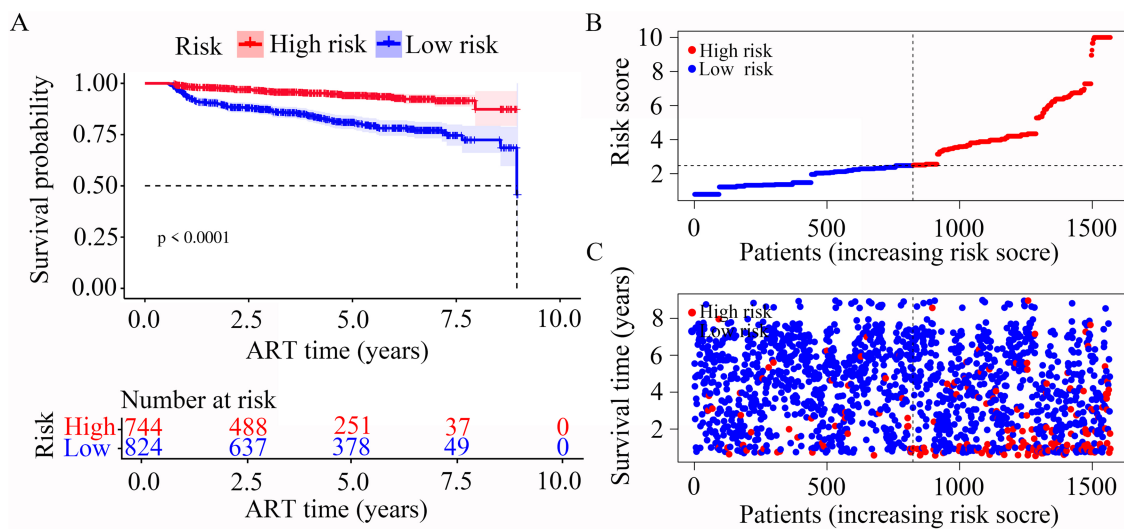 A
Risk High risk Low risk
Survival probability
1.00
0.75
0.50
0.25
0.00
p < 0.0001
0.0 2.5 5.0 7.5 10.0
ART time (years)
Number at risk
Risk
High 744 488 251 37 0
Low 824 637 378 49 0
0.0 2.5 5.0 7.5 10.0
ART time (years)
B
Risk score
10
8
6
4
2
High risk
Low risk
0 500 1000 1500
Patients (increasing risk socre)
C
Survival time (years)
8
6
4
2
High risk
Low risk
0 500 1000 1500
Patients (increasing risk socre)